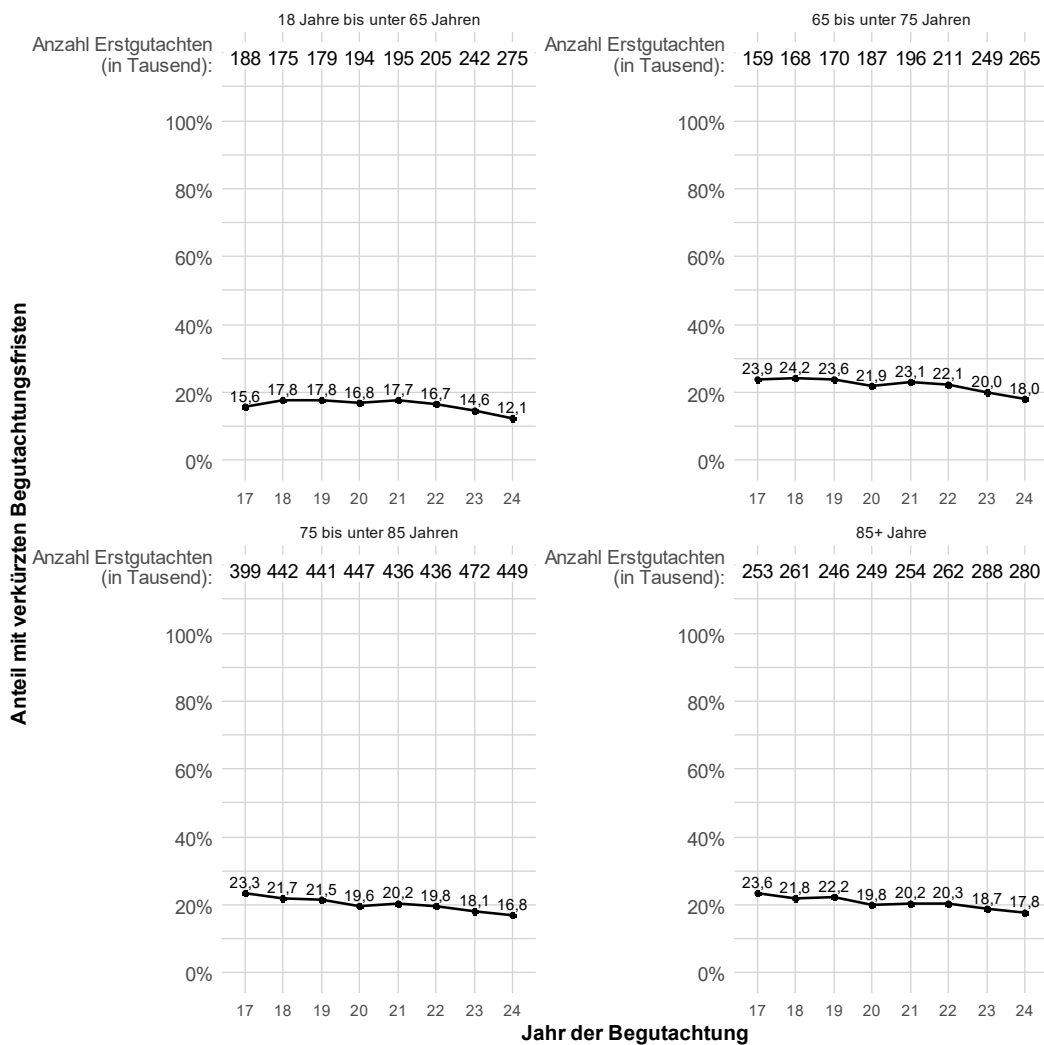 18 Jahre bis unter 65 Jahren
Anzahl Erstgutachten
(in Tausend):
188 175 179 194 195 205 242 275
100%
80%
60%
40%
20%
0%
15,6 17,8 17,8 16,8 17,7 16,7 14,6 12,1
17 18 19 20 21 22 23 24
65 bis unter 75 Jahren
Anzahl Erstgutachten
(in Tausend):
159 168 170 187 196 211 249 265
100%
80%
60%
40%
20%
0%
23,9 24,2 23,6 21,9 23,1 22,1 20,0 18,0
17 18 19 20 21 22 23 24
75 bis unter 85 Jahren
Anzahl Erstgutachten
(in Tausend):
399 442 441 447 436 436 472 449
100%
80%
60%
40%
20%
0%
23,3 21,7 21,5 19,6 20,2 19,8 18,1 16,8
17 18 19 20 21 22 23 24
85+ Jahre
Anzahl Erstgutachten
(in Tausend):
253 261 246 249 254 262 288 280
100%
80%
60%
40%
20%
0%
23,6 21,8 22,2 19,8 20,2 20,3 18,7 17,8
17 18 19 20 21 22 23 24
Anteil mit verkürzten Begutachtungsfristen
Jahr der Begutachtung